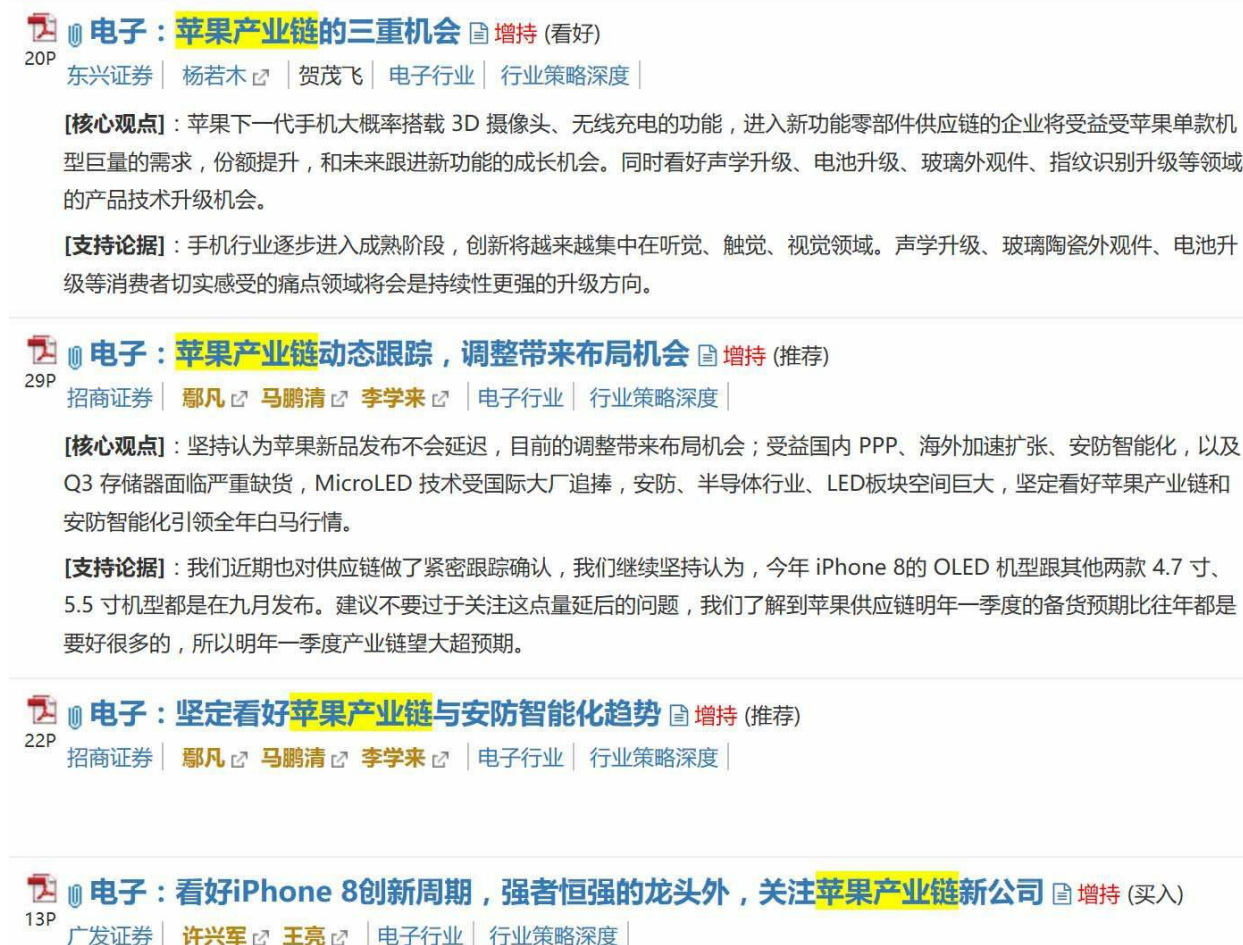 电子：苹果产业链的三重机会 增持 (看好)
20P
东兴证券 杨若木 贺茂飞 电子行业 行业策略深度
[核心观点]：苹果下一代手机大概率搭载 3D 摄像头、无线充电的功能，进入新功能零部件供应链的企业将受益受苹果单款机
型巨量的需求，份额提升，和未来跟进新功能的成长机会。同时看好声学升级、电池升级、玻璃外观件、指纹识别升级等领域
的产品技术升级机会。
[支持论据]：手机行业逐步进入成熟阶段，创新将越来越集中在听觉、触觉、视觉领域。声学升级、玻璃陶瓷外观件、电池升
级等消费者切实感受的痛点领域将会是持续性更强的升级方向。
电子：苹果产业链动态跟踪，调整带来布局机会 增持 (推荐)
29P
招商证券 鄢凡 马鹏清 李学来 电子行业 行业策略深度
[核心观点]：坚持认为苹果新品发布不会延迟，目前的调整带来布局机会；受益国内 PPP、海外加速扩张、安防智能化，以及
Q3 存储器面临严重缺货，MicroLED 技术受国际大厂追捧，安防、半导体行业、LED板块空间巨大，坚定看好苹果产业链和
安防智能化引领全年白马行情。
[支持论据]：我们近期也对供应链做了紧密跟踪确认，我们继续坚持认为，今年 iPhone 8的 OLED 机型跟其他两款 4.7 寸、
5.5 寸机型都是在九月发布。建议不要过于关注这点量延后的问题，我们了解到苹果供应链明年一季度的备货预期比往年都是
要好很多的，所以明年一季度产业链望大超预期。
电子：坚定看好苹果产业链与安防智能化趋势 增持 (推荐)
22P
招商证券 鄢凡 马鹏清 李学来 电子行业 行业策略深度
电子：看好iPhone 8创新周期，强者恒强的龙头外，关注苹果产业链新公司 增持 (买入)
13P
广发证券 许兴军 王亮 电子行业 行业策略深度